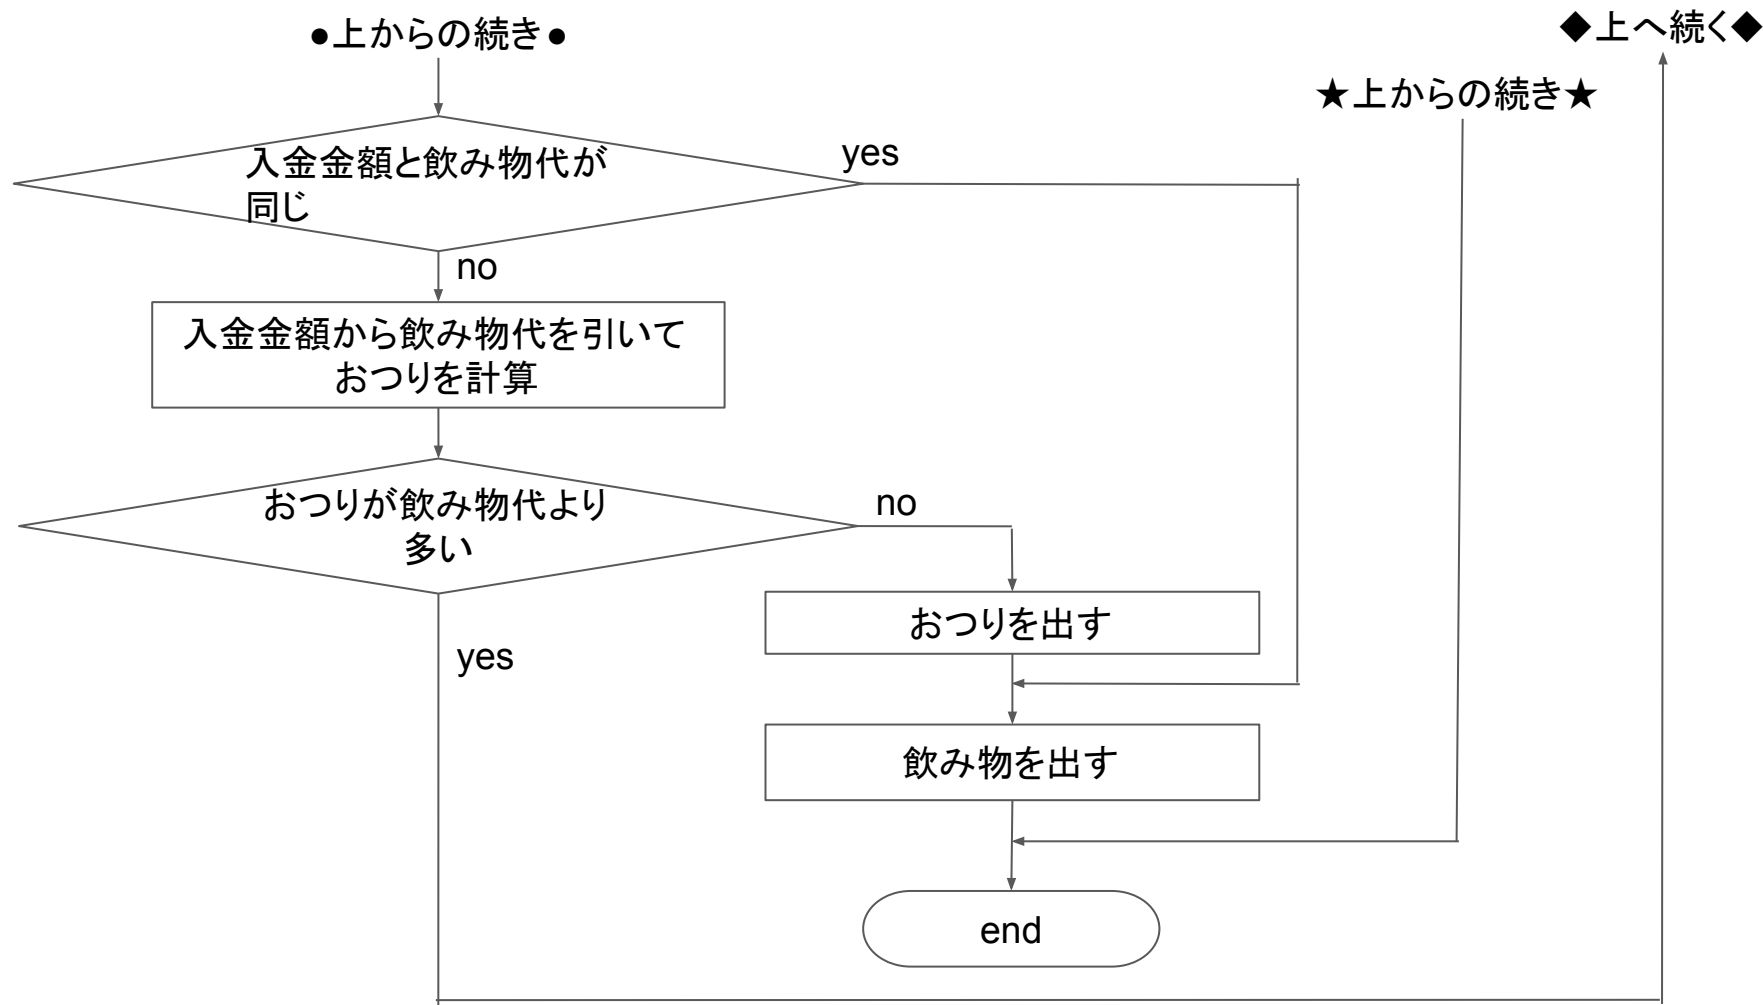 ●上からの続き●
◆上へ続く◆
★上からの続き★
入金金額と飲み物代が
同じ
yes
no
入金金額から飲み物代を引いて
おつりを計算
おつりが飲み物代より
多い
no
yes
おつりを出す
飲み物を出す
end